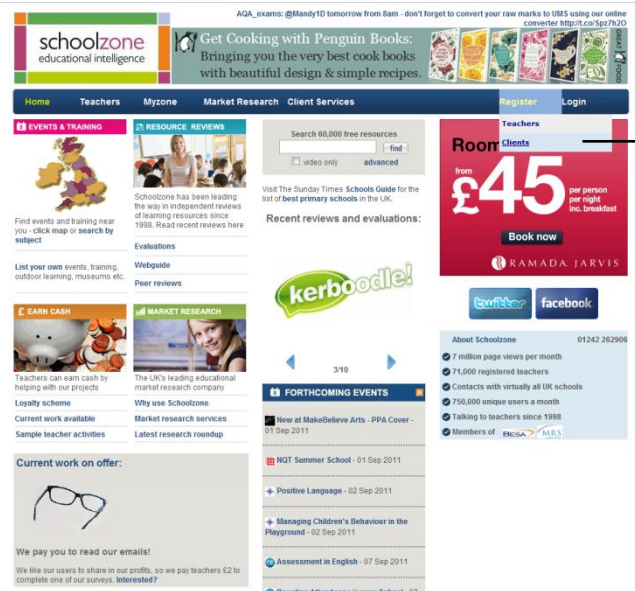 AQA_exams: @Mandy1D tomorrow from 8am - don't forget to convert your raw marks to UMS using our online
converter http://t.co/Spz7h2O
schoolzone
educational intelligence
Get Cooking with Penguin Books:
Bringing you the very best cook books
with beautiful design & simple recipes.
GREAT FOOD
Home Teachers Myzone Market Research Client Services Register Login
Teachers
Clients
EVENTS & TRAINING
Find events and training near
you - click map or search by
subject
List your own events, training,
outdoor learning, museums etc.
RESOURCE REVIEWS
Schoolzone has been leading
the way in independent reviews
of learning resources since
1998. Read recent reviews here
Evaluations
Webguide
Peer reviews
£ EARN CASH
Teachers can earn cash by
helping with our projects
Loyalty scheme
Current work available
Sample teacher activities
MARKET RESEARCH
The UK's leading educational
market research company
Why use Schoolzone
Market research services
Latest research roundup
Current work on offer:
We pay you to read our emails!
We like our users to share in our profits, so we pay teachers £2 to
complete one of our surveys. Interested?
Search 60,000 free resources
find
video only advanced
Visit The Sunday Times Schools Guide for the
list of best primary schools in the UK.
Recent reviews and evaluations:
kerboodle!
3/10
FORTHCOMING EVENTS
New at MakeBelieve Arts - PPA Cover -
01 Sep 2011
NQT Summer School - 01 Sep 2011
Positive Language - 02 Sep 2011
Managing Children's Behaviour in the
Playground - 02 Sep 2011
Assessment in English - 07 Sep 2011
Room
from
£45
per person
per night
inc. breakfast
Book now
RAMADA JARVIS
twitter facebook
About Schoolzone 01242 262906
7 million page views per month
71,000 registered teachers
Contacts with virtually all UK schools
750,000 unique users a month
Talking to teachers since 1998
Members of BESA MRS